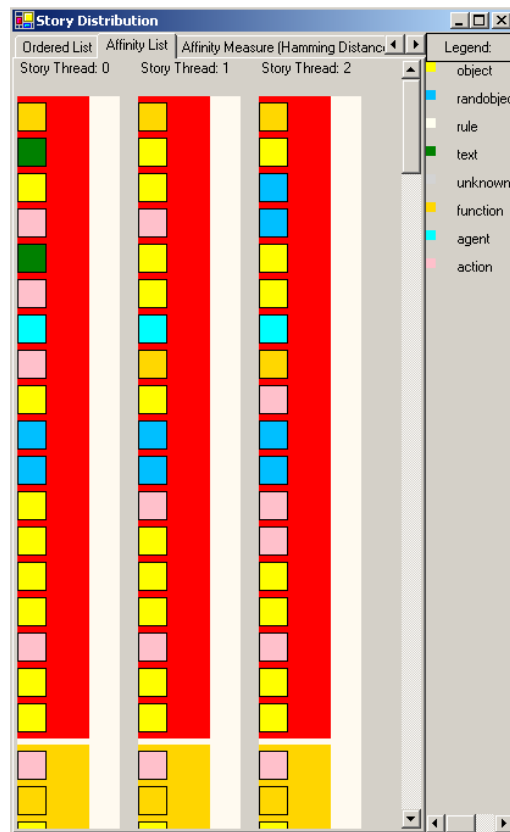 Story Distribution
Ordered List Affinity List Affinity Measure (Hamming Distanc
Legend:
Story Thread: 0 Story Thread: 1 Story Thread: 2
object
randobjec
rule
text
unknown
function
agent
action